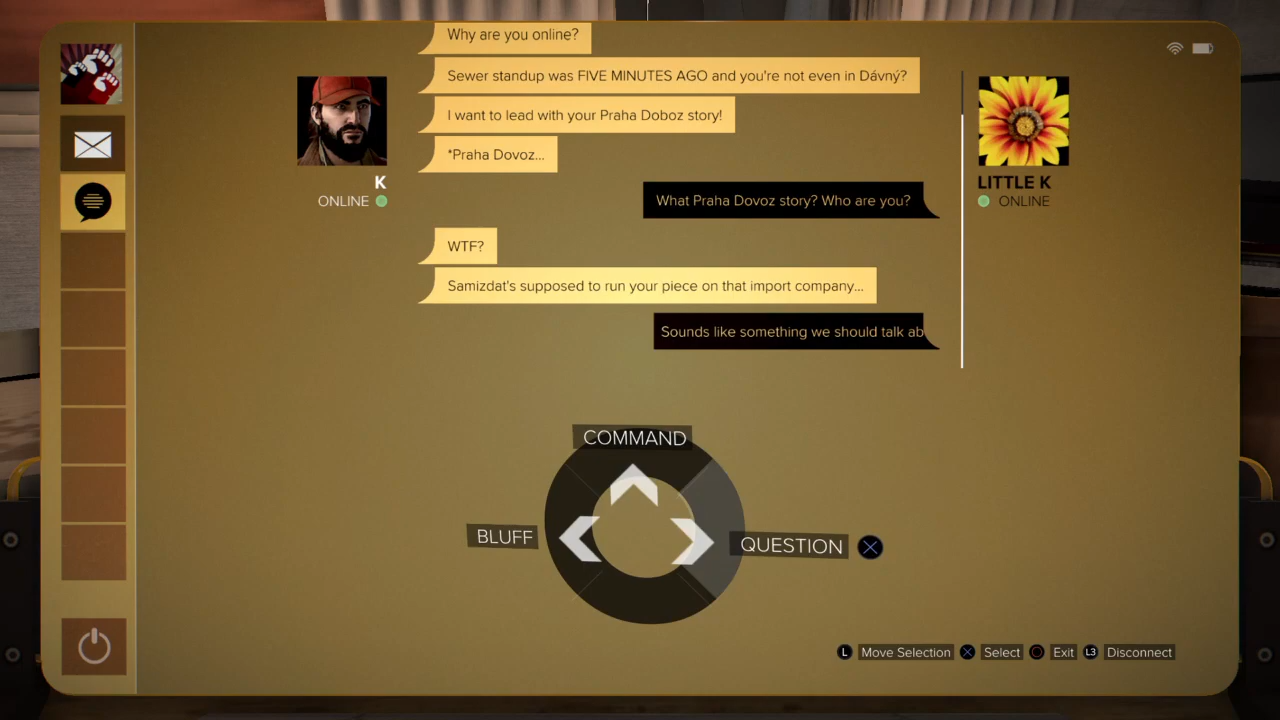 Why are you online?
Sewer standup was FIVE MINUTES AGO and you're not even in Dávný?
I want to lead with your Praha Doboz story!
*Praha Dovoz...
K
ONLINE
LITTLE K
ONLINE
What Praha Dovoz story? Who are you?
WTF?
Samizdat's supposed to run your piece on that import company...
Sounds like something we should talk ab
COMMAND
BLUFF
QUESTION
L Move Selection Select Exit L3 Disconnect